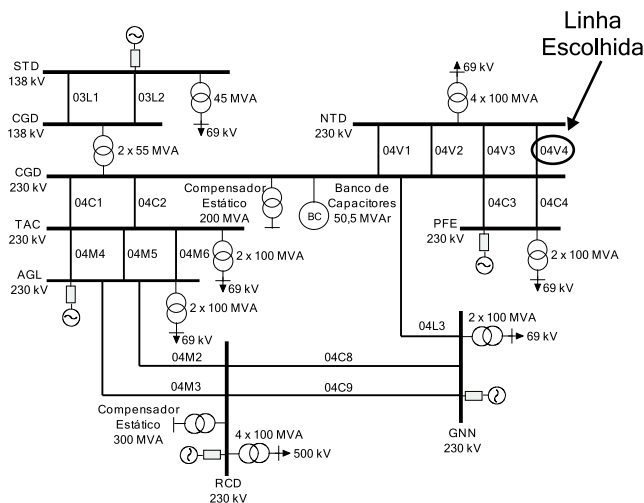 Linha
Escolhida
STD
138 kV
03L1
03L2
45 MVA
69 kV
CGD
138 kV
2 x 55 MVA
69 kV
4 x 100 MVA
NTD
230 kV
04V1
04V2
04V3
04V4
CGD
230 kV
04C1
04C2
Compensador
Estático
200 MVA
BC
Banco de
Capacitores
50,5 MVAr
04C3
04C4
PFE
230 kV
2 x 100 MVA
69 kV
TAC
230 kV
04M4
04M5
04M6
2 x 100 MVA
69 kV
AGL
230 kV
2 x 100 MVA
69 kV
04L3
2 x 100 MVA
69 kV
04M2
04C8
04M3
04C9
Compensador
Estático
300 MVA
4 x 100 MVA
500 kV
GNN
230 kV
RCD
230 kV